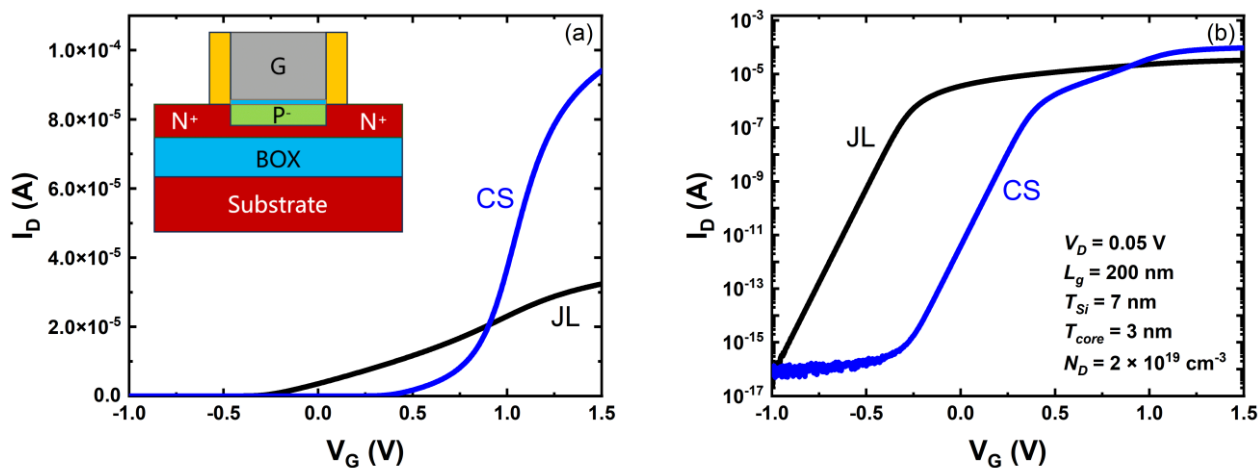 (a)
1.0×10⁻⁴
8.0×10⁻⁵
6.0×10⁻⁵
4.0×10⁻⁵
2.0×10⁻⁵
0.0
I_D (A)
G
P⁻
N⁺ N⁺
BOX
Substrate
CS
JL
-1.0 -0.5 0.0 0.5 1.0 1.5
V_G (V)
(b)
10⁻³
10⁻⁵
10⁻⁷
10⁻⁹
10⁻¹¹
10⁻¹³
10⁻¹⁵
10⁻¹⁷
I_D (A)
JL
CS
V_D = 0.05 V
L_g = 200 nm
T_Si = 7 nm
T_core = 3 nm
N_D = 2 × 10¹⁹ cm⁻³
-1.0 -0.5 0.0 0.5 1.0 1.5
V_G (V)